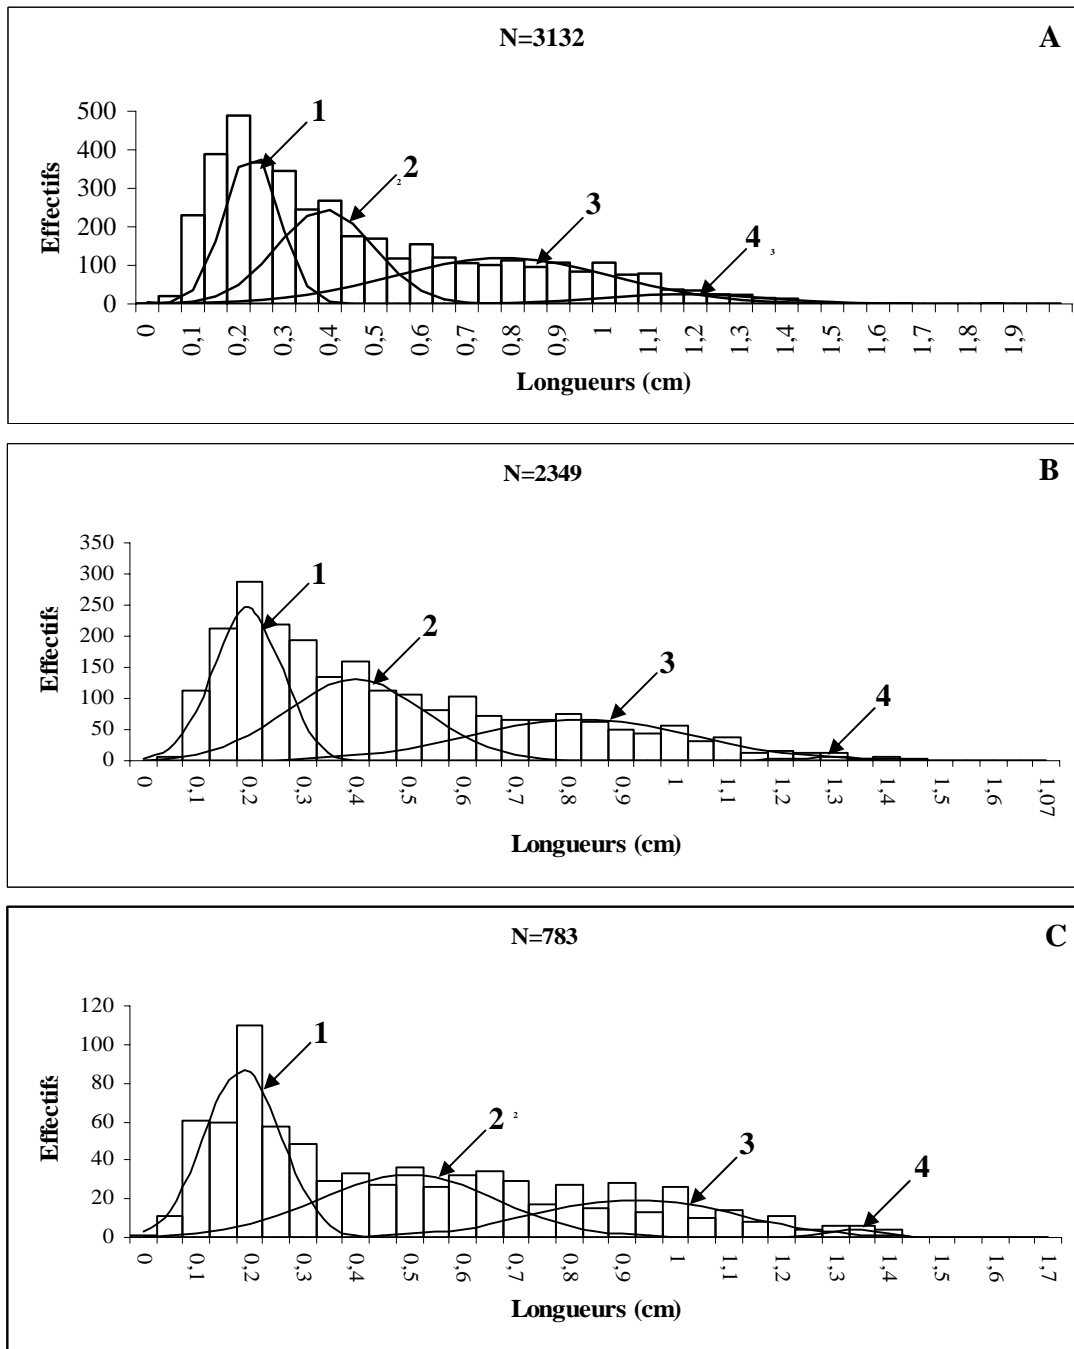 N=3132
A
Effectifs
500
400
300
200
100
0
1
2
2
3
4
3
0 0,1 0,2 0,3 0,4 0,5 0,6 0,7 0,8 0,9 1 1,1 1,2 1,3 1,4 1,5 1,6 1,7 1,8 1,9
Longueurs (cm)
N=2349
B
Effectifs
350
300
250
200
150
100
50
0
1
2
3
4
0 0,1 0,2 0,3 0,4 0,5 0,6 0,7 0,8 0,9 1 1,1 1,2 1,3 1,4 1,5 1,6 1,07
Longueurs (cm)
N=783
C
Effectifs
120
100
80
60
40
20
0
1
2
2
3
4
0 0,1 0,2 0,3 0,4 0,5 0,6 0,7 0,8 0,9 1 1,1 1,2 1,3 1,4 1,5 1,6 1,7
Longueurs (cm)